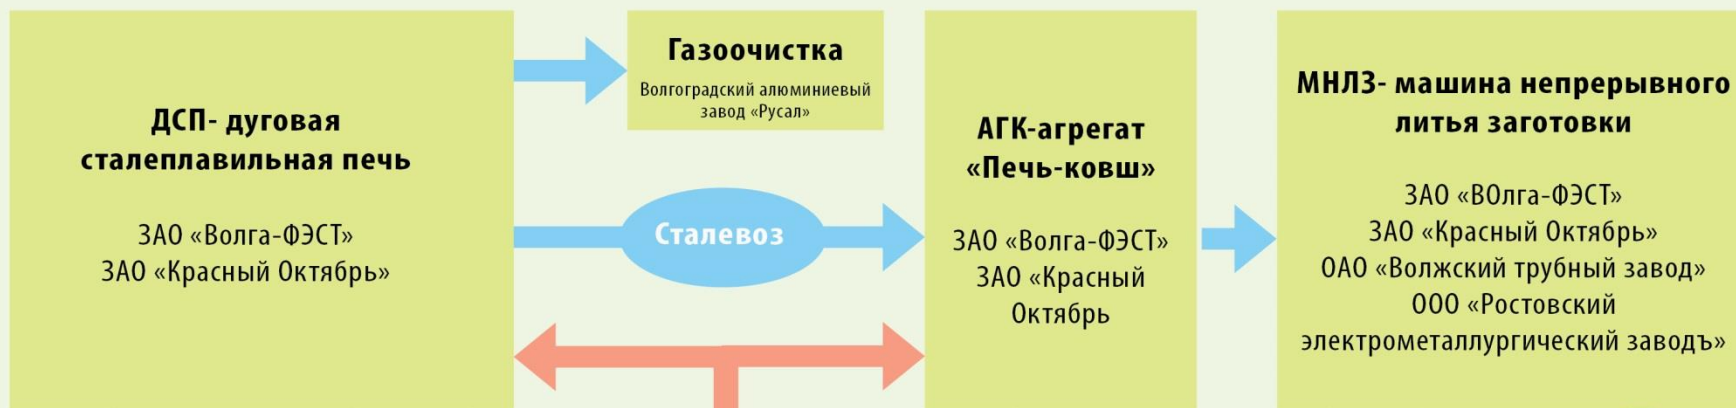 ДСП- дуговая
сталеплавильная печь
ЗАО «Волга-ФЭСТ»
ЗАО «Красный Октябрь»
Газоочистка
Волгоградский алюминиевый
завод «Русал»
Сталевоз
АГК-агрегат
«Печь-ковш»
ЗАО «Волга-ФЭСТ»
ЗАО «Красный
Октябрь
МНЛЗ- машина непрерывного
литья заготовки
ЗАО «ВОлга-ФЭСТ»
ЗАО «Красный Октябрь»
ОАО «Волжский трубный завод»
ООО «Ростовский
электрометаллургический заводъ»